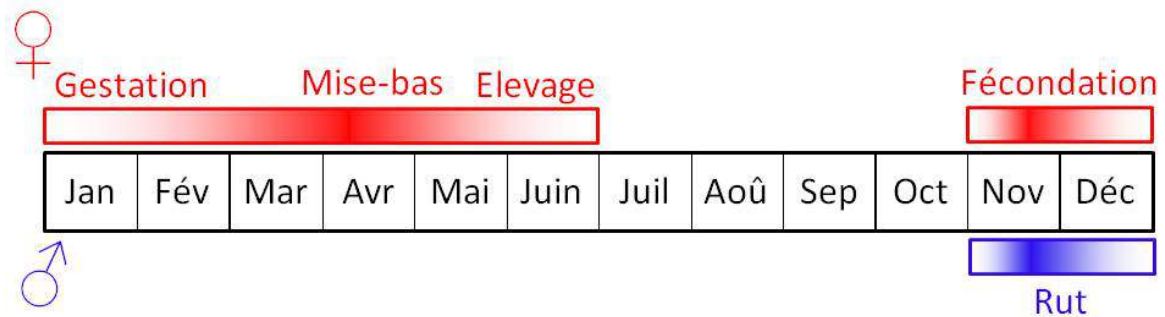 Gestation Mise-bas Elevage Fécondation
Jan Fév Mar Avr Mai Juin Juil Aoû Sep Oct Nov Déc
Rut